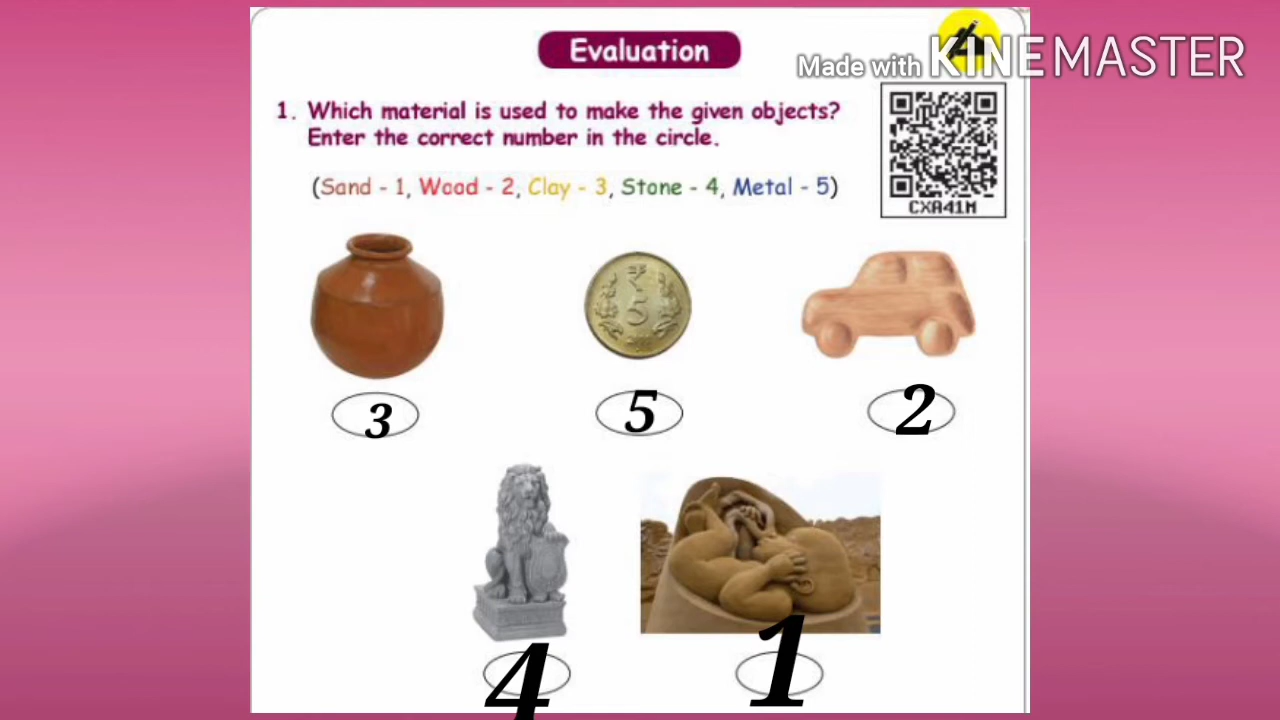 Evaluation
Made with KINEMASTER
1. Which material is used to make the given objects?
Enter the correct number in the circle.
(Sand - 1, Wood - 2, Clay - 3, Stone - 4, Metal - 5)
CXA41M
₹
5
3
5
2
4
1